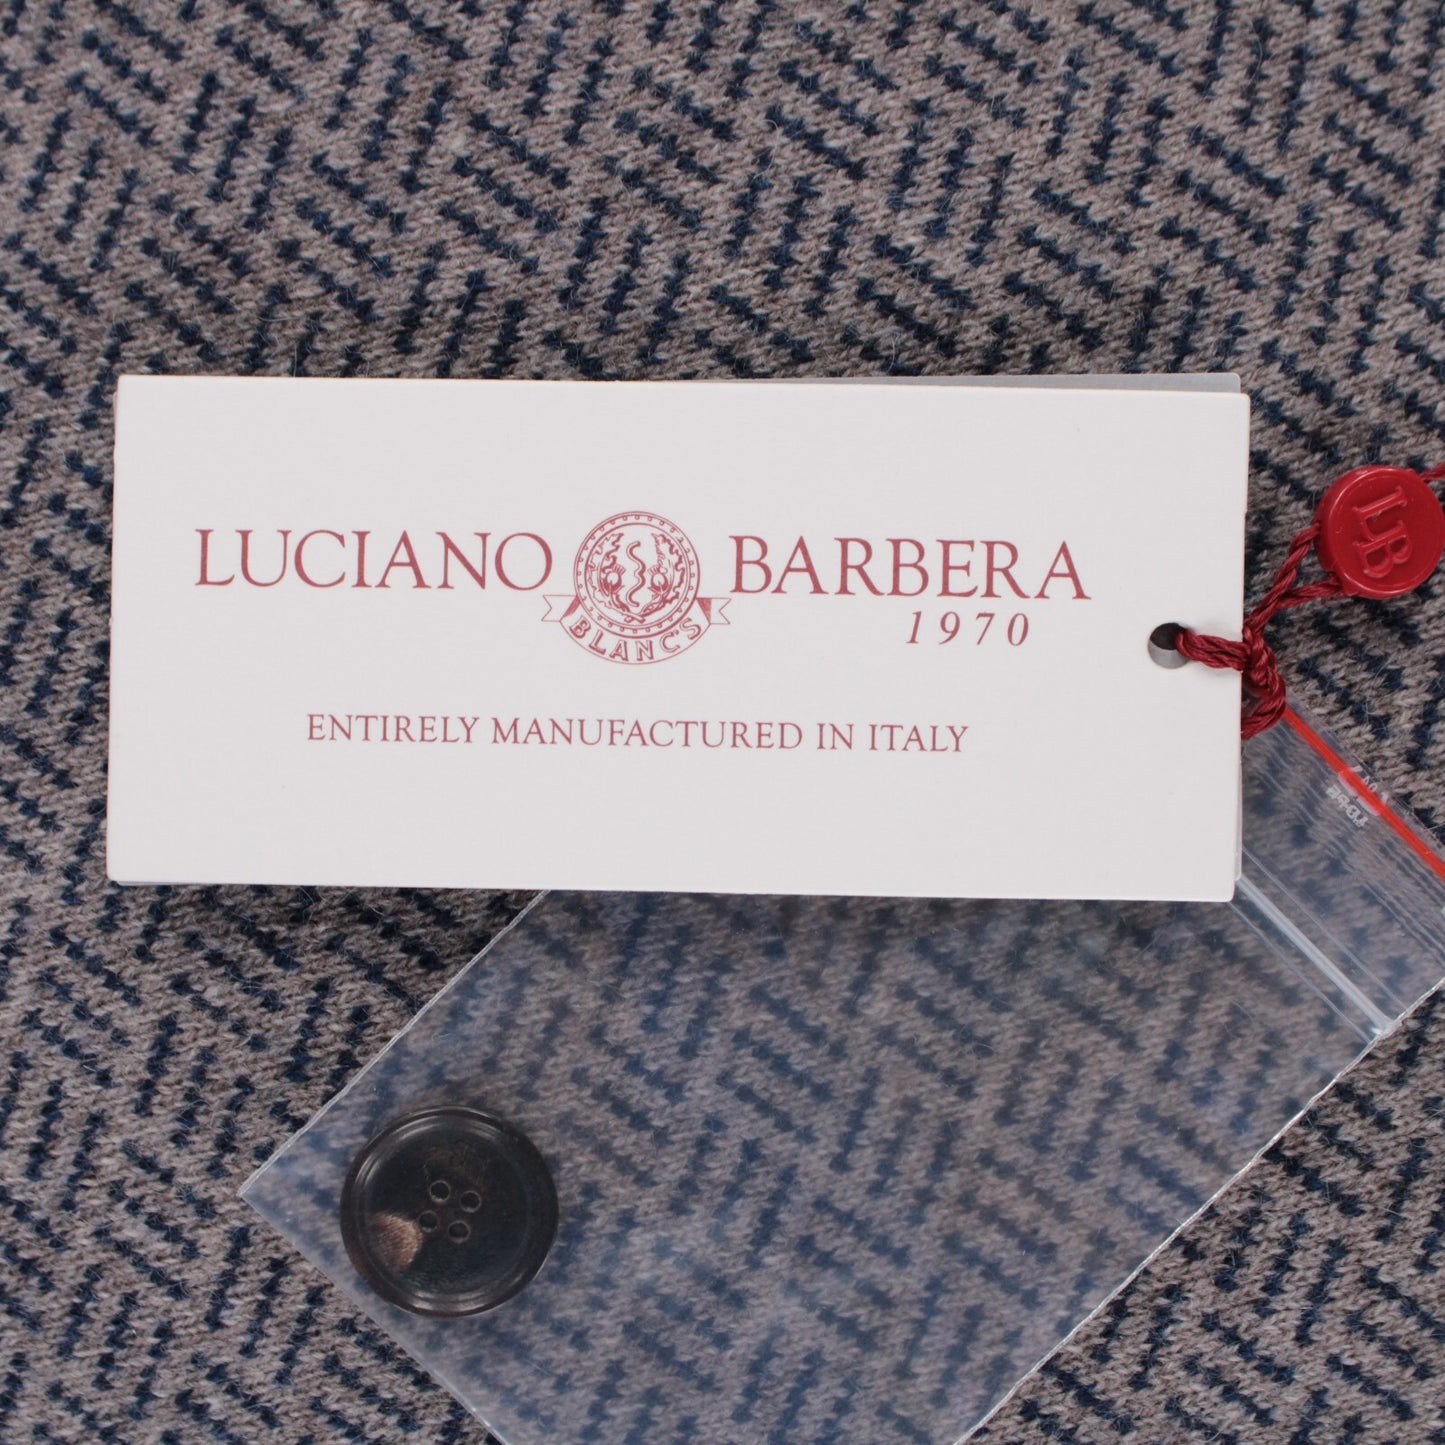 LUCIANO BARBERA
BLANC'S
1970
ENTIRELY MANUFACTURED IN ITALY
LB